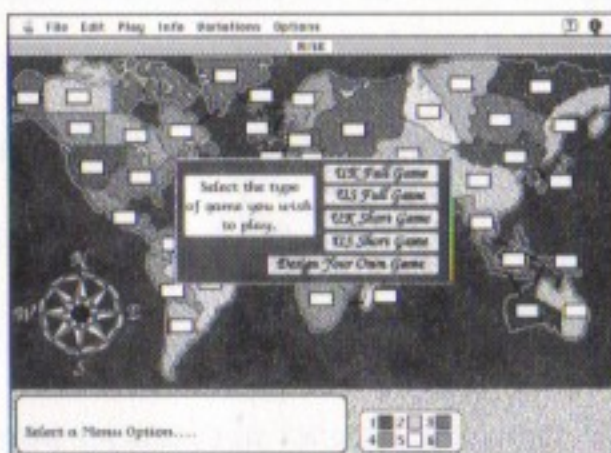 File Edit Play Info Variations Options
RISK
Select the type
of game you wish
to play.
UK Full Game
US Full Game
UK Short Game
US Short Game
Design Your Own Game
N
W E
S
Select a Menu Option....
1 2 3
4 5 6